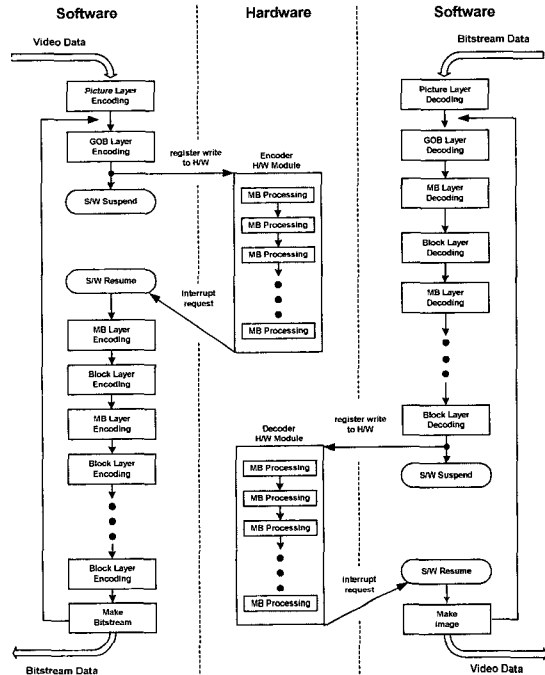 Software
Hardware
Software
Video Data
Picture Layer
Encoding
GOB Layer
Encoding
S/W Suspend
S/W Resume
MB Layer
Encoding
Block Layer
Encoding
MB Layer
Encoding
Block Layer
Encoding
Block Layer
Encoding
Make
Bitstream
Bitstream Data
register write
to H/W
Encoder
H/W Module
MB Processing
MB Processing
MB Processing
MB Processing
Interrupt
request
Decoder
H/W Module
MB Processing
MB Processing
MB Processing
MB Processing
register write
to H/W
Interrupt
request
Bitstream Data
Picture Layer
Decoding
GOB Layer
Decoding
MB Layer
Decoding
Block Layer
Decoding
MB Layer
Decoding
Block Layer
Decoding
S/W Suspend
S/W Resume
Make
Image
Video Data